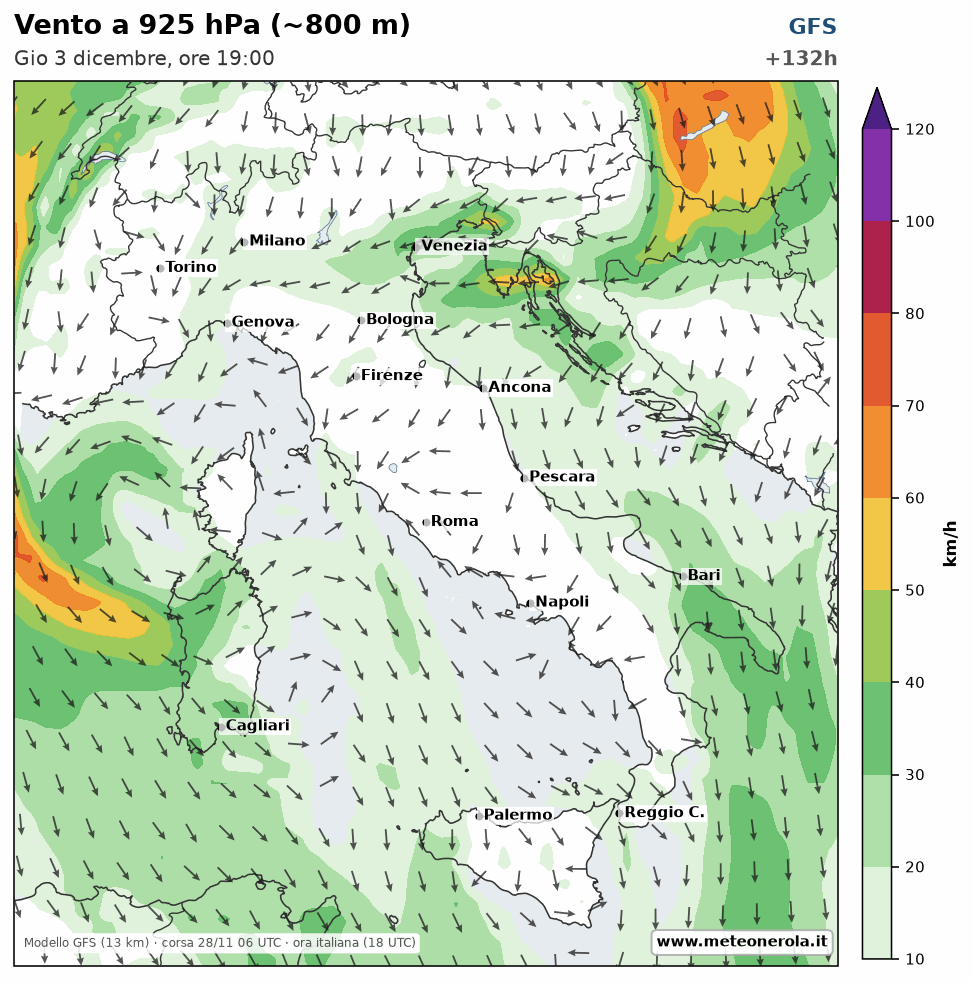 Vento a 925 hPa (~800 m)
GFS
Gio 3 dicembre, ore 19:00
+132h
120
100
80
70
60
50
40
30
20
10
km/h
Milano
Venezia
Torino
Genova
Bologna
Firenze
Ancona
Pescara
Roma
Bari
Napoli
Cagliari
Palermo
Reggio C.
Modello GFS (13 km) · corsa 28/11 06 UTC · ora italiana (18 UTC)
www.meteonerola.it